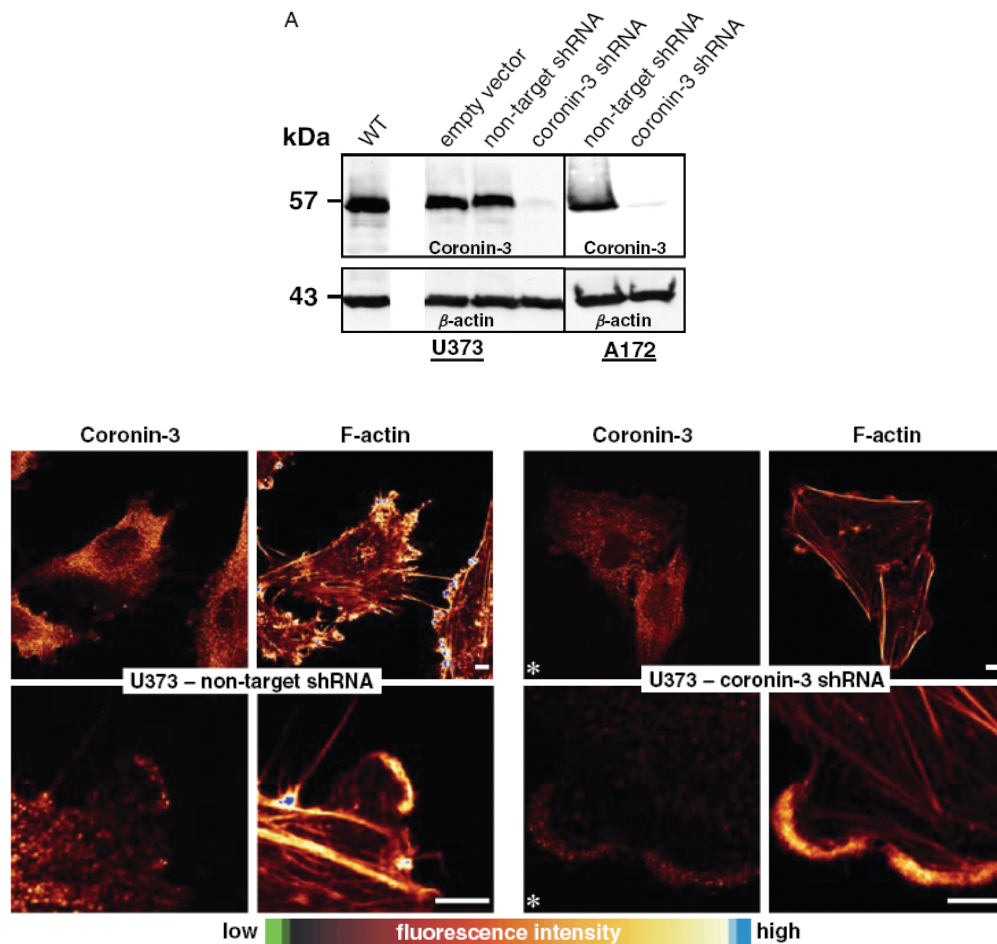 A
kDa
WT
empty vector
non-target shRNA
coronin-3 shRNA
non-target shRNA
coronin-3 shRNA
57
Coronin-3
Coronin-3
43
β-actin
β-actin
U373
A172
Coronin-3
F-actin
Coronin-3
F-actin
*
U373 – non-target shRNA
U373 – coronin-3 shRNA
*
low
fluorescence intensity
high